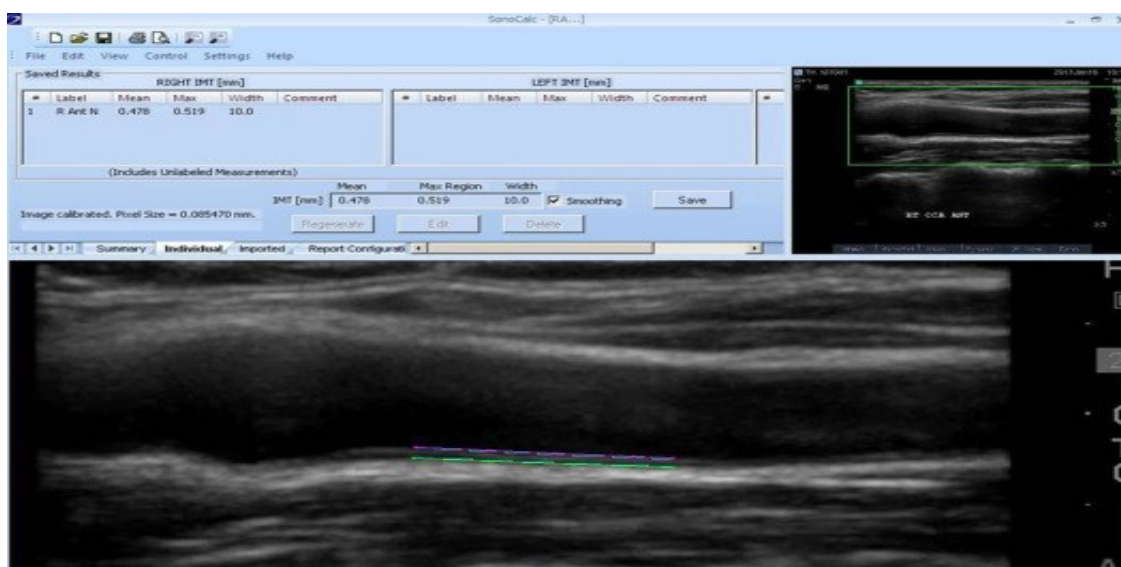 SonoCalc - [RA...]
File Edit View Control Settings Help
Saved Results
RIGHT IMT [mm]
# Label Mean Max Width Comment
1 R Ant N 0.478 0.519 10.0
LEFT IMT [mm]
# Label Mean Max Width Comment #
(Includes Unlabeled Measurements)
Mean Max Region Width
IMT [mm] 0.478 0.519 10.0 Smoothing Save
Image calibrated. Pixel Size = 0.085470 mm.
Regenerate Edit Delete
Summary Individual Imported Report Configurati
RT CCA ANT